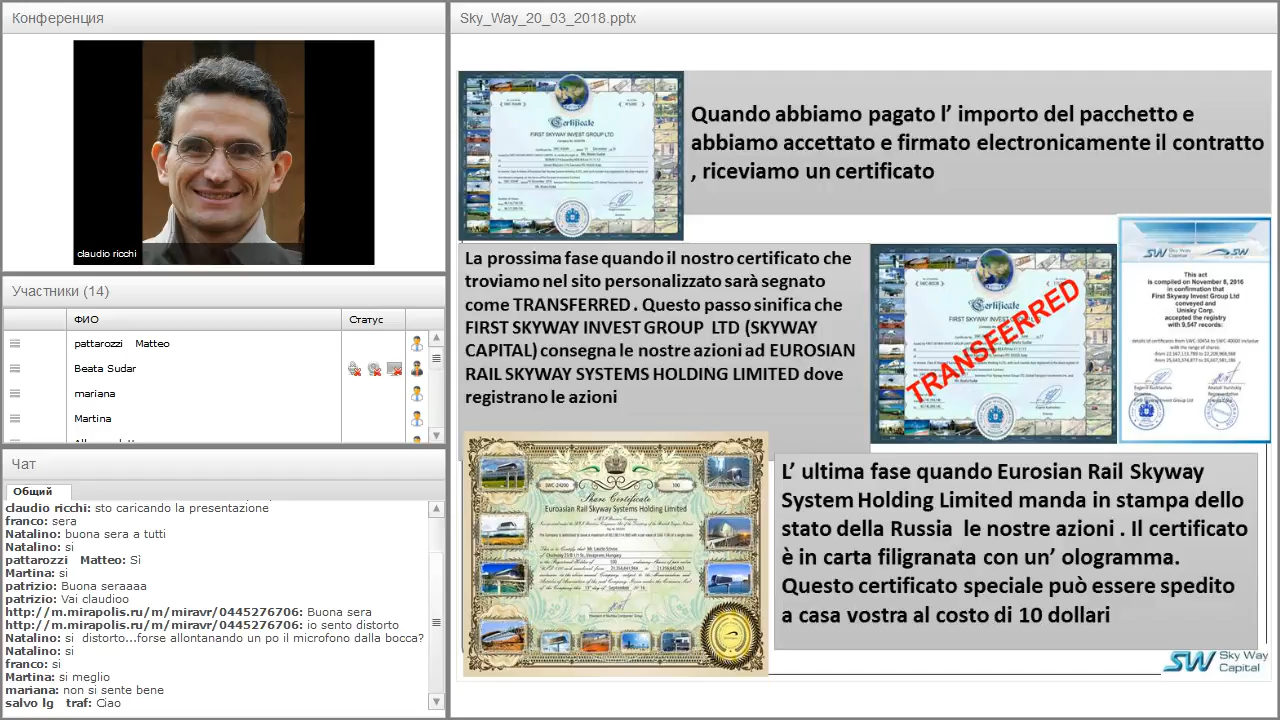 Конференция
claudio ricchi
Участники (14)
ФИО
Статус
pattarozzi Matteo
Beata Sudar
mariana
Martina
Чат
Общий
claudio ricchi: sto caricando la presentazione
franco: sera
Natalino: buona sera a tutti
Natalino: si
pattarozzi Matteo: Sì
Martina: si
patrizio: Buona seraaaa
patrizio: Vai claudioo
http://m.mirapolis.ru/m/miravr/0445276706: Buona sera
http://m.mirapolis.ru/m/miravr/0445276706: io sento distorto
Natalino: si distorto...forse allontanando un po il microfano dalla bocca?
Natalino: si
franco: si
Martina: si meglio
mariana: non si sente bene
salvo lg traf: Ciao
Sky_Way_20_03_2018.pptx
Certificate
FIRST SKYWAY INVEST GROUP LTD
Quando abbiamo pagato l’ importo del pacchetto e
abbiamo accettato e firmato electronicamente il contratto
, riceviamo un certificato
La prossima fase quando il nostro certificato che
troviamo nel sito personalizzato sarà segnato
come TRANSFERRED . Questo passo sinifica che
FIRST SKYWAY INVEST GROUP LTD (SKYWAY
CAPITAL) consegna le nostre azioni ad EUROSIAN
RAIL SKYWAY SYSTEMS HOLDING LIMITED dove
registrano le azioni
Certificate
TRANSFERRED
SW Sky Way Capital
This act
is compiled on November 8, 2016
in confirmation that
First Skyway Invest Group Ltd
conveyed and
Unisky Corp.
accepted the registry
with 9,547 records:
SWC-24200
100
Share Certificate
Euroasian Rail Skyway Systems Holding Limited
L’ ultima fase quando Eurosian Rail Skyway
System Holding Limited manda in stampa dello
stato della Russia le nostre azioni . Il certificato
è in carta filigranata con un’ ologramma.
Questo certificato speciale può essere spedito
a casa vostra al costo di 10 dollari
SW Sky Way
Capital